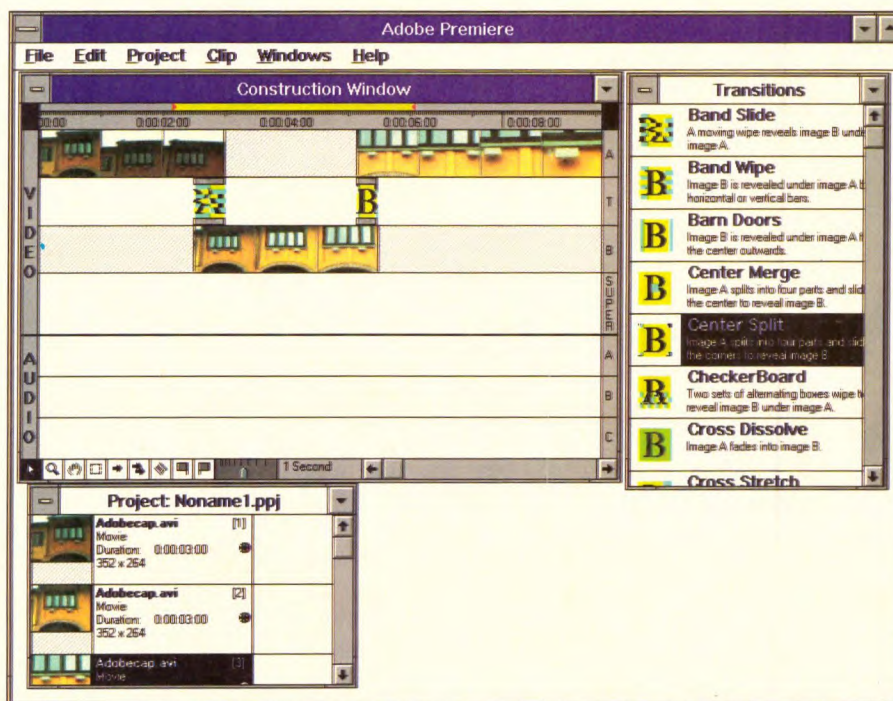 Adobe Premiere
File Edit Project Clip Windows Help
Construction Window
00:00 0:00:02:00 0:00:04:00 0:00:06:00 0:00:08:00
VIDEO
A
T
B
SUPER
AUDIO
A
B
C
1 Second
Transitions
Band Slide
A moving wipe reveals image B und
image A.
Band Wipe
Image B is revealed under image A b
horizontal or vertical bars.
Barn Doors
Image B is revealed under image A f
the center outwards.
Center Merge
Image A splits into four parts and slid
the center to reveal image B.
Center Split
Image A splits into four parts and slid
the corners to reveal image B.
CheckerBoard
Two sets of alternating boxes wipe t
reveal image B under image A.
Cross Dissolve
Image A fades into image B.
Cross Stretch
Project: Noname1.ppj
Adobecap.avi [1]
Movie
Duration: 0:00:03:00
352 x 264
Adobecap.avi [2]
Movie
Duration: 0:00:03:00
352 x 264
Adobecap.avi [3]
Movie